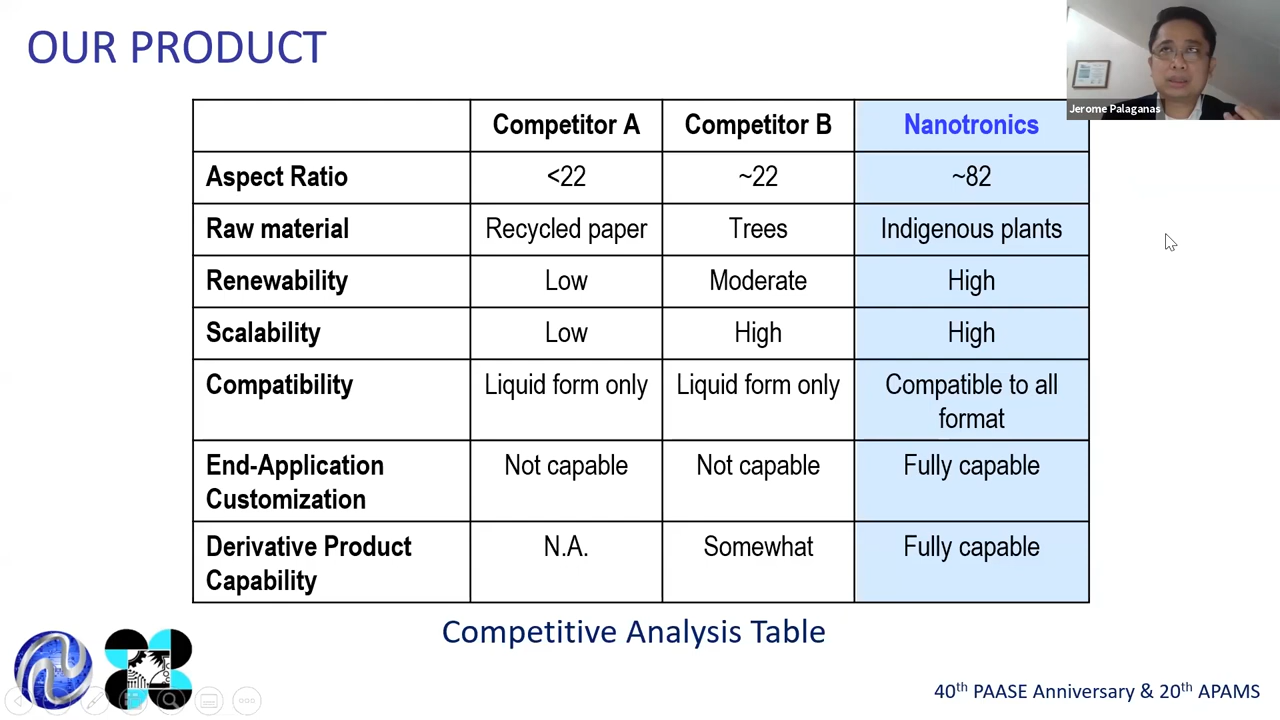 OUR PRODUCT
Jerome Palaganas
Competitor A Competitor B Nanotronics
Aspect Ratio <22 ~22 ~82
Raw material Recycled paper Trees Indigenous plants
Renewability Low Moderate High
Scalability Low High High
Compatibility Liquid form only Liquid form only Compatible to all
format
End-Application Not capable Not capable Fully capable
Customization
Derivative Product N.A. Somewhat Fully capable
Capability
Competitive Analysis Table
40th PAASE Anniversary & 20th APAMS